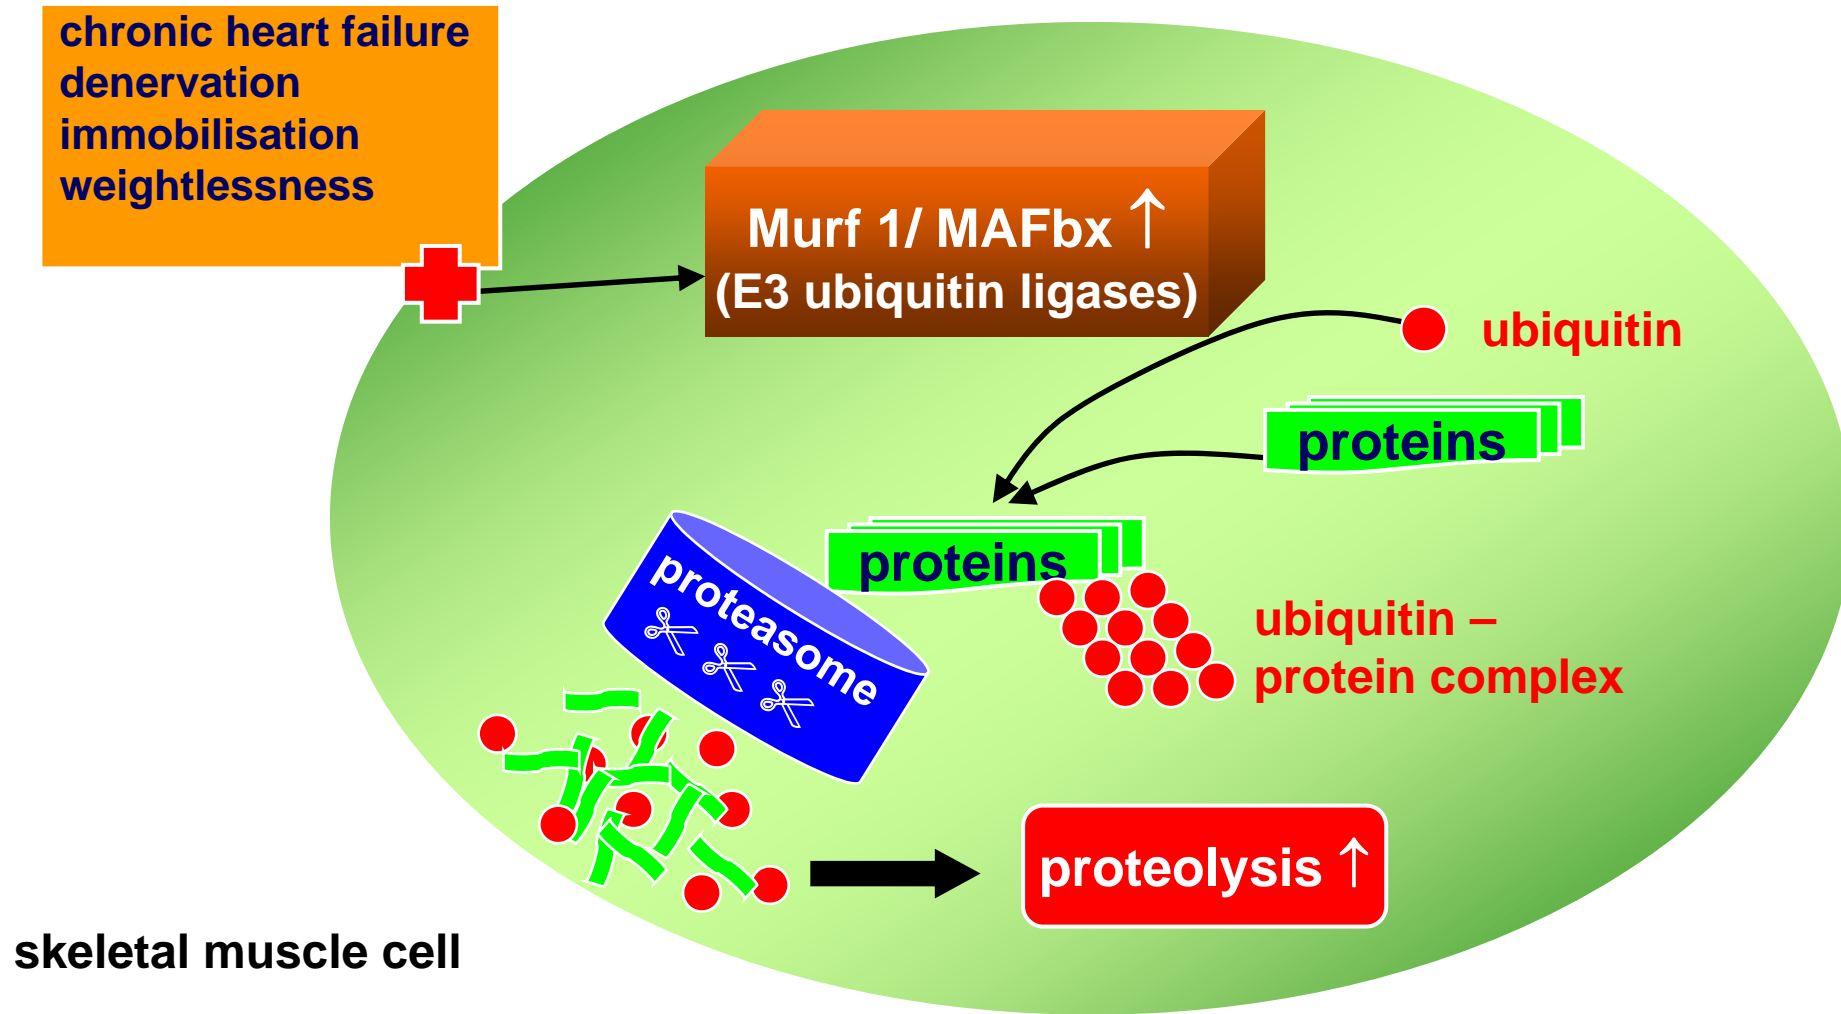 chronic heart failure
denervation
immobilisation
weightlessness
Murf 1/ MAFbx ↑
(E3 ubiquitin ligases)
ubiquitin
proteins
proteins
proteasome
ubiquitin –
protein complex
proteolysis ↑
skeletal muscle cell